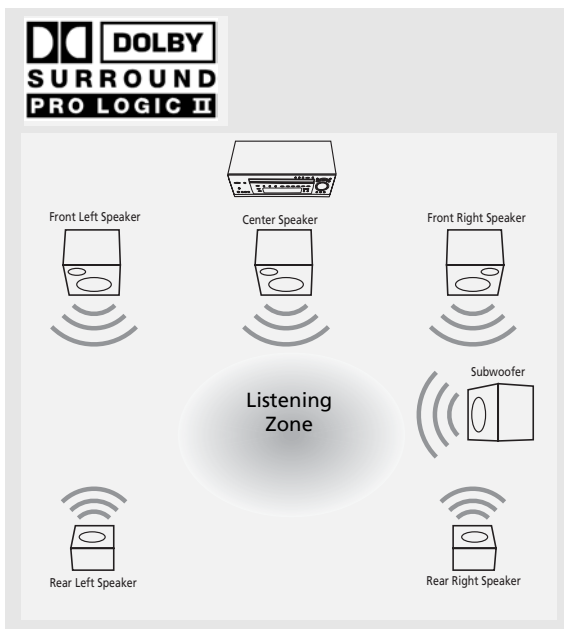 DOLBY
SURROUND
PRO LOGIC II
Front Left Speaker
Center Speaker
Front Right Speaker
Subwoofer
Listening
Zone
Rear Left Speaker
Rear Right Speaker